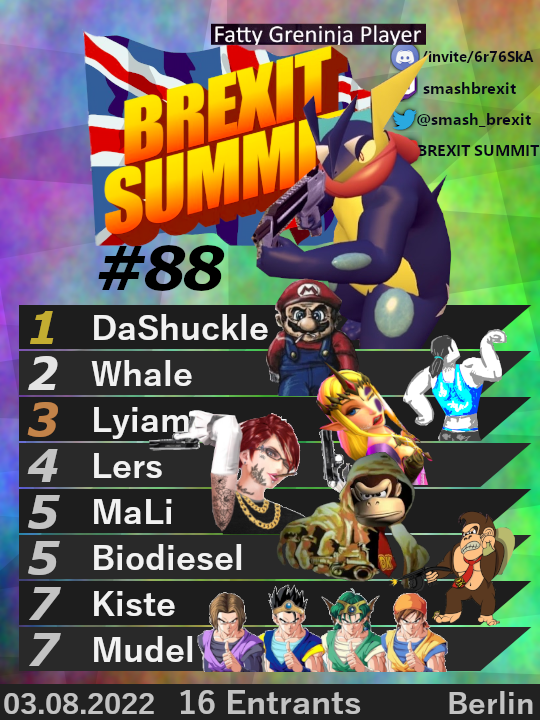 Fatty Greninja Player
/invite/6r76SkA
smashbrexit
@smash_brexit
BREXIT SUMMIT
BREXIT
SUMMI
#88
1 DaShuckle
2 Whale
3 Lyiam
4 Lers
5 MaLi
5 Biodiesel
7 Kiste
7 Mudel
03.08.2022 16 Entrants Berlin